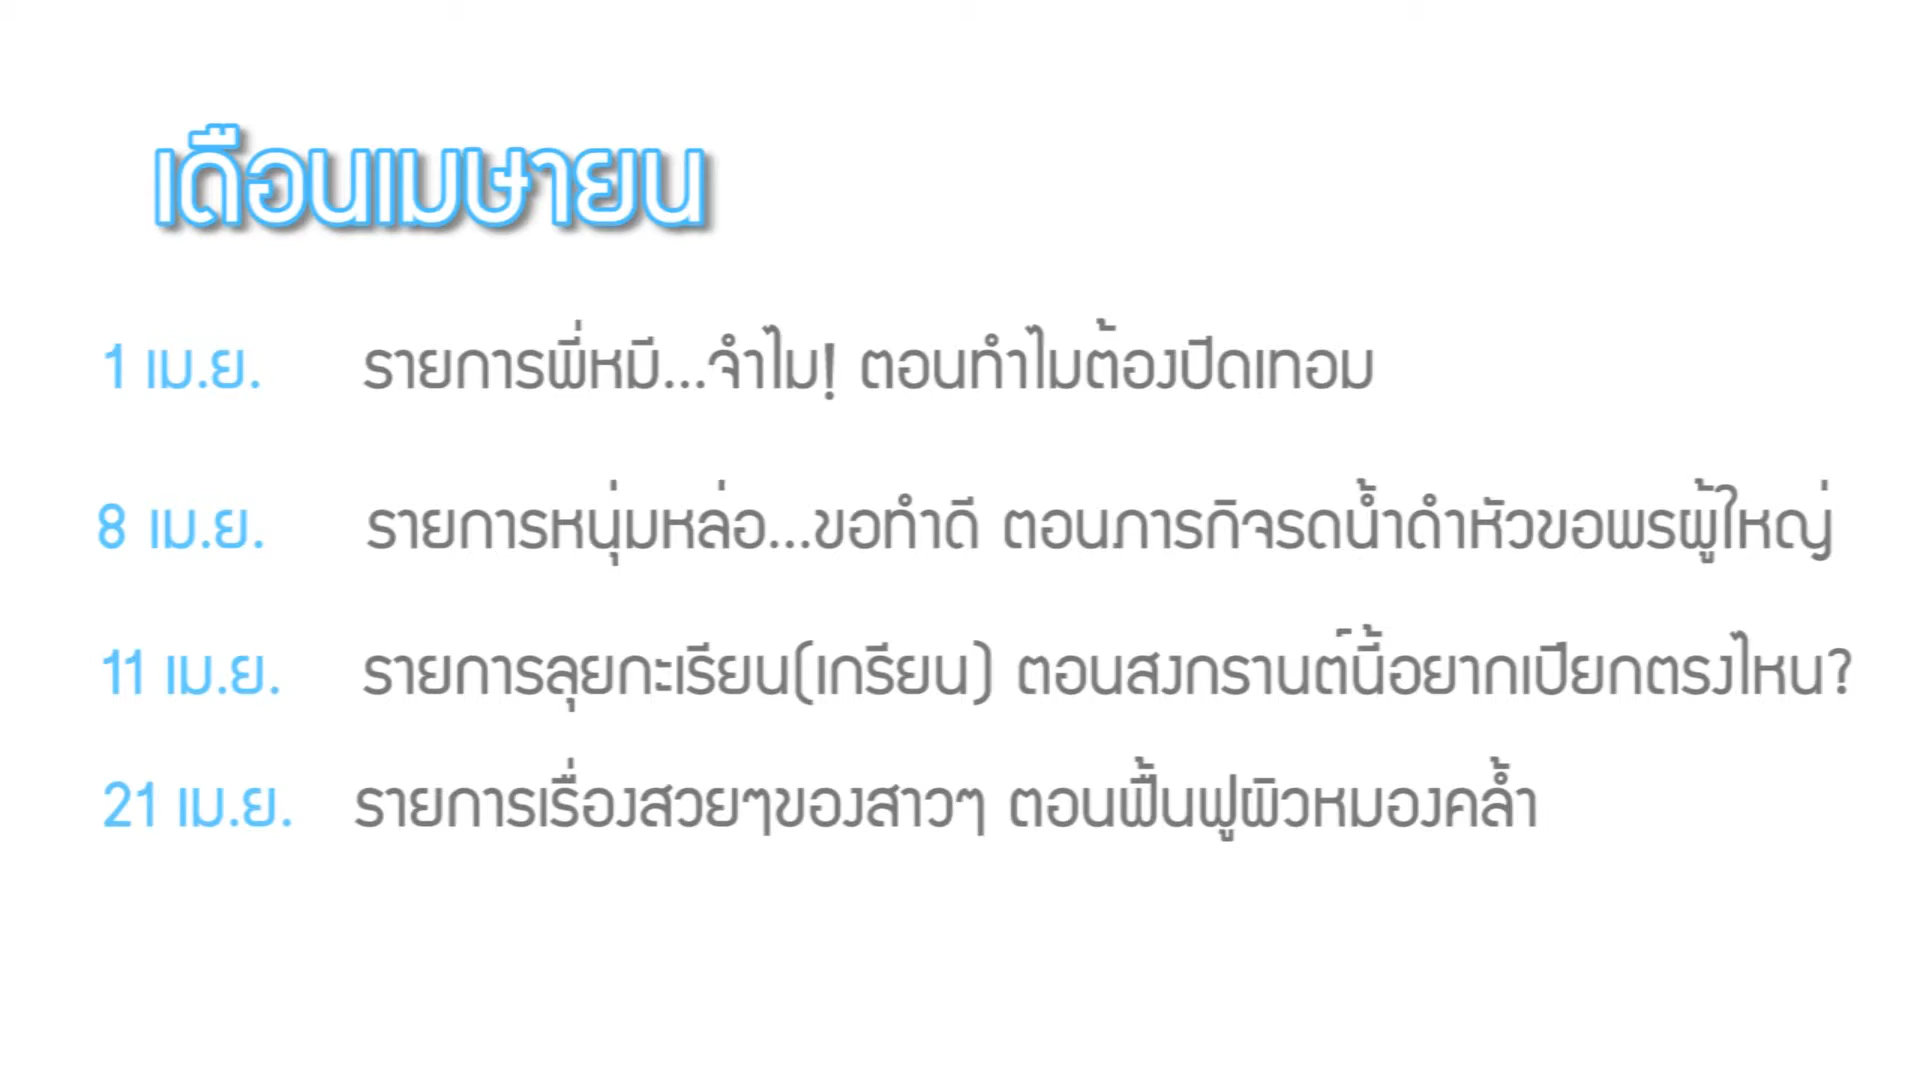 เดือนเมษายน
1 เม.ย. รายการพี่หมี...จำไม! ตอนทำไมต้องปิดเทอม
8 เม.ย. รายการหนุ่มหล่อ...ขอทำดี ตอนภารกิจรดน้ำดำหัวขอพรผู้ใหญ่
11 เม.ย. รายการลุยกะเรียน(เกรียน) ตอนสงกรานต์นี้อยากเปียกตรงไหน?
21 เม.ย. รายการเรื่องสวยๆของสาวๆ ตอนฟื้นฟูผิวหมองคล้ำ